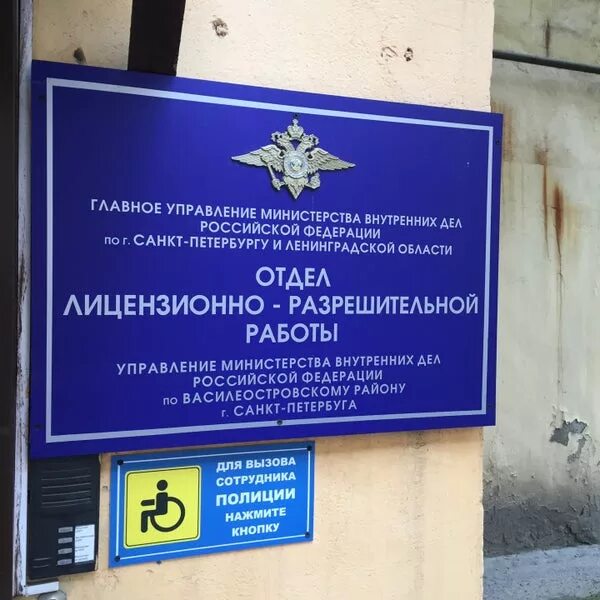 ГЛАВНОЕ УПРАВЛЕНИЕ МИНИСТЕРСТВА ВНУТРЕННИХ ДЕЛ
РОССИЙСКОЙ ФЕДЕРАЦИИ
по г. САНКТ-ПЕТЕРБУРГУ И ЛЕНИНГРАДСКОЙ ОБЛАСТИ
ОТДЕЛ
ЛИЦЕНЗИОННО - РАЗРЕШИТЕЛЬНОЙ
РАБОТЫ
УПРАВЛЕНИЕ МИНИСТЕРСТВА ВНУТРЕННИХ ДЕЛ
РОССИЙСКОЙ ФЕДЕРАЦИИ
по ВАСИЛЕОСТРОВСКОМУ РАЙОНУ
г. САНКТ-ПЕТЕРБУРГА
ДЛЯ ВЫЗОВА
СОТРУДНИКА
ПОЛИЦИИ
НАЖМИТЕ
КНОПКУ